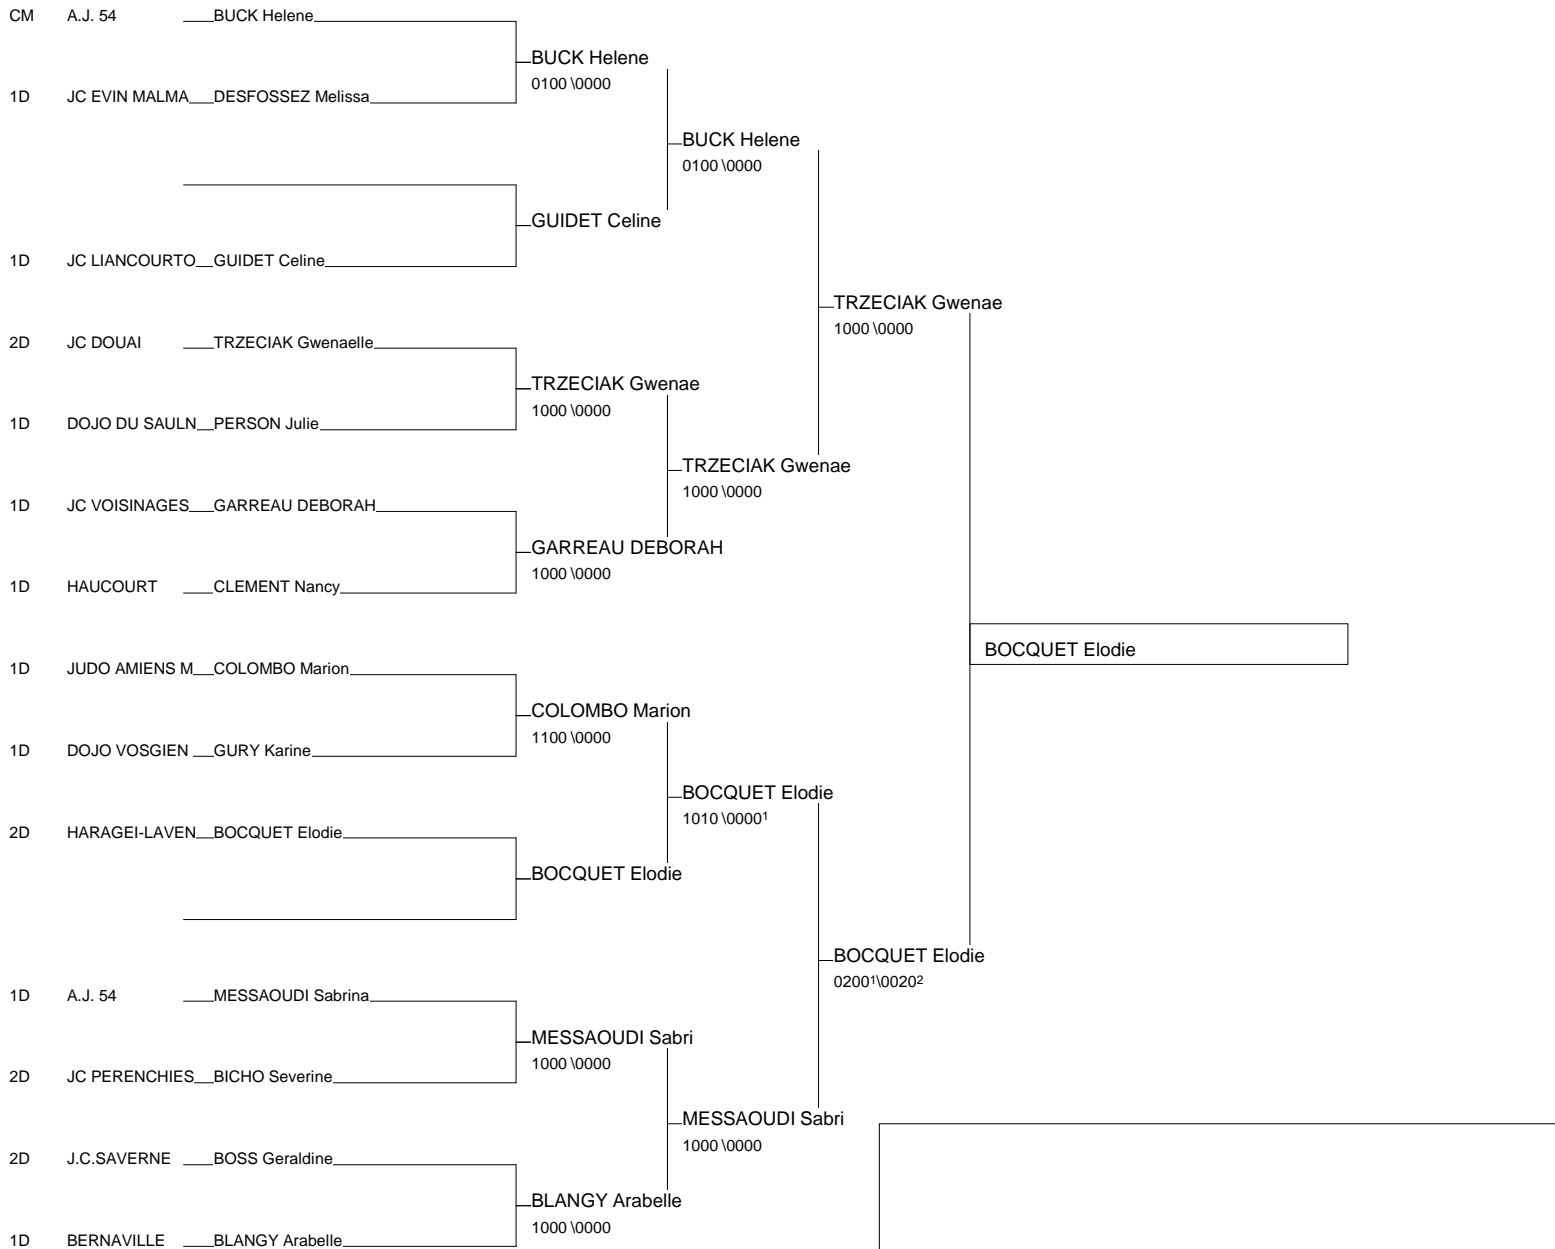 CM A.J. 54 BUCK Helene
BUCK Helene
0100 \0000
1D JC EVIN MALMA DESFOSSEZ Melissa
BUCK Helene
0100 \0000
GUIDET Celine
1D JC LIANCOURTO GUIDET Celine
TRZECIAK Gwenae
1000 \0000
2D JC DOUAI TRZECIAK Gwenaelle
TRZECIAK Gwenae
1000 \0000
1D DOJO DU SAULN PERSON Julie
TRZECIAK Gwenae
1000 \0000
1D JC VOISINAGES GARREAU DEBORAH
GARREAU DEBORAH
1000 \0000
1D HAUCOURT CLEMENT Nancy
BOCQUET Elodie
1D JUDO AMIENS M COLOMBO Marion
COLOMBO Marion
1100 \0000
1D DOJO VOSGIEN GURY Karine
BOCQUET Elodie
1010 \0000¹
2D HARAGEI-LAVEN BOCQUET Elodie
BOCQUET Elodie
BOCQUET Elodie
0200¹\0020²
1D A.J. 54 MESSAOUDI Sabrina
MESSAOUDI Sabri
1000 \0000
2D JC PERENCHIES BICHO Severine
MESSAOUDI Sabri
1000 \0000
2D J.C.SAVERNE BOSS Geraldine
BLANGY Arabelle
1000 \0000
1D BERNAVILLE BLANGY Arabelle